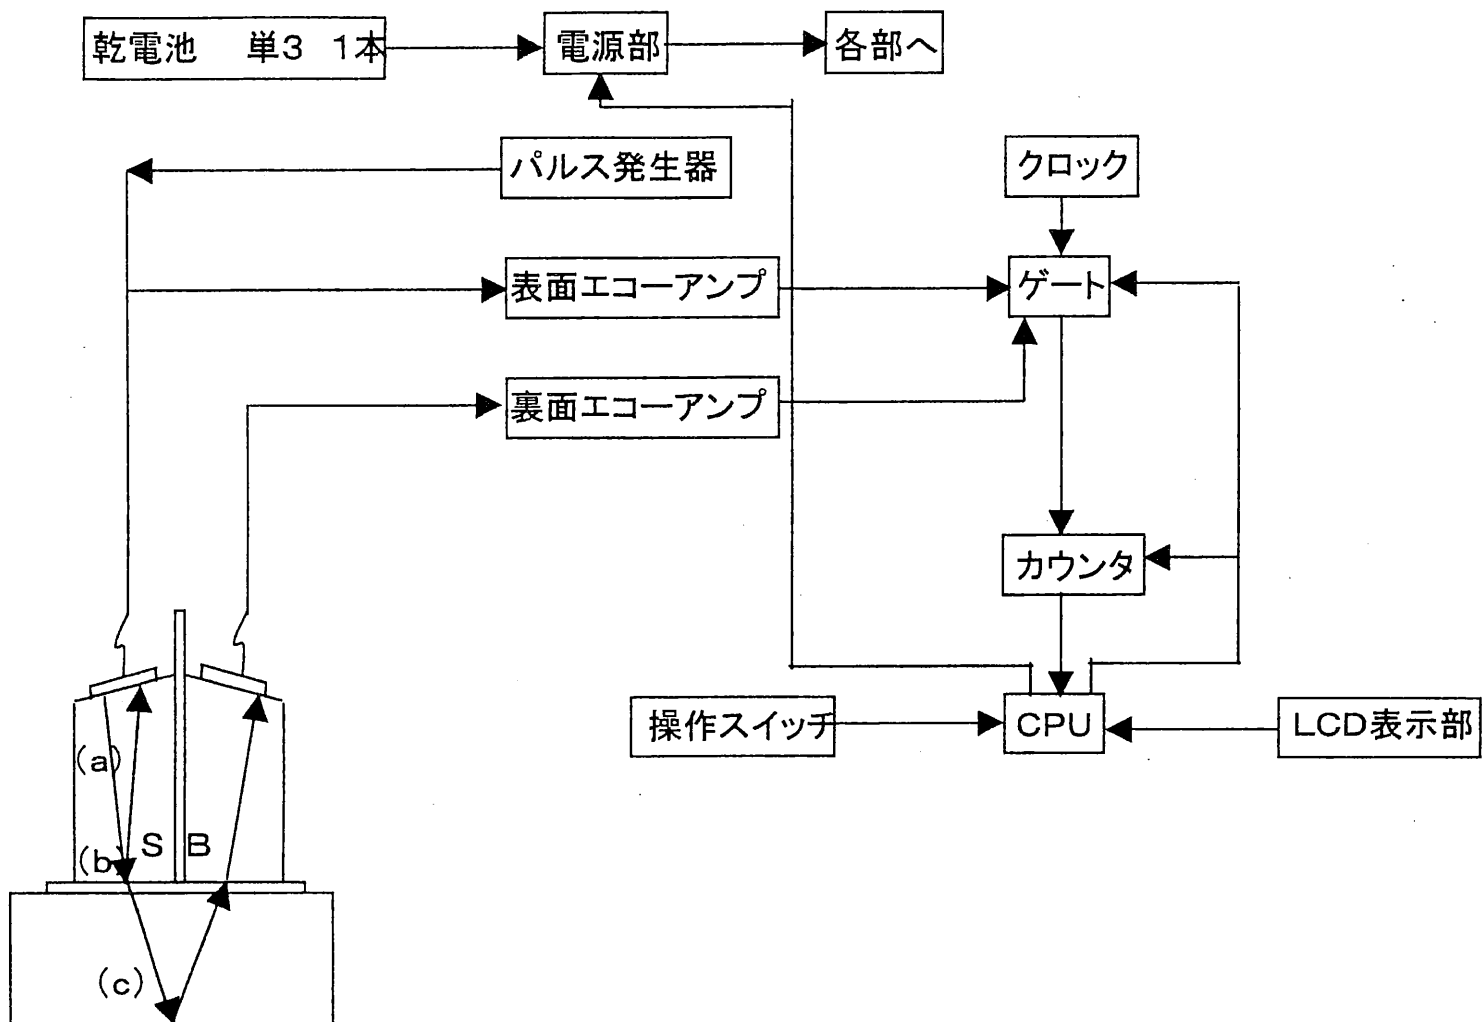 乾電池　単3　1本
電源部
各部へ
パルス発生器
クロック
表面エコーアンプ
ゲート
裏面エコーアンプ
カウンタ
操作スイッチ
CPU
LCD表示部
(a)
(b)
S
B
(c)